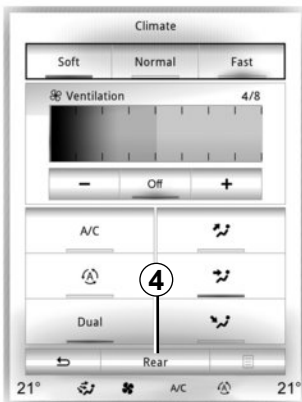 Climate
Soft Normal Fast
Ventilation 4/8
− Off +
A/C
A
4
Dual
Rear
21° A/C A 21°